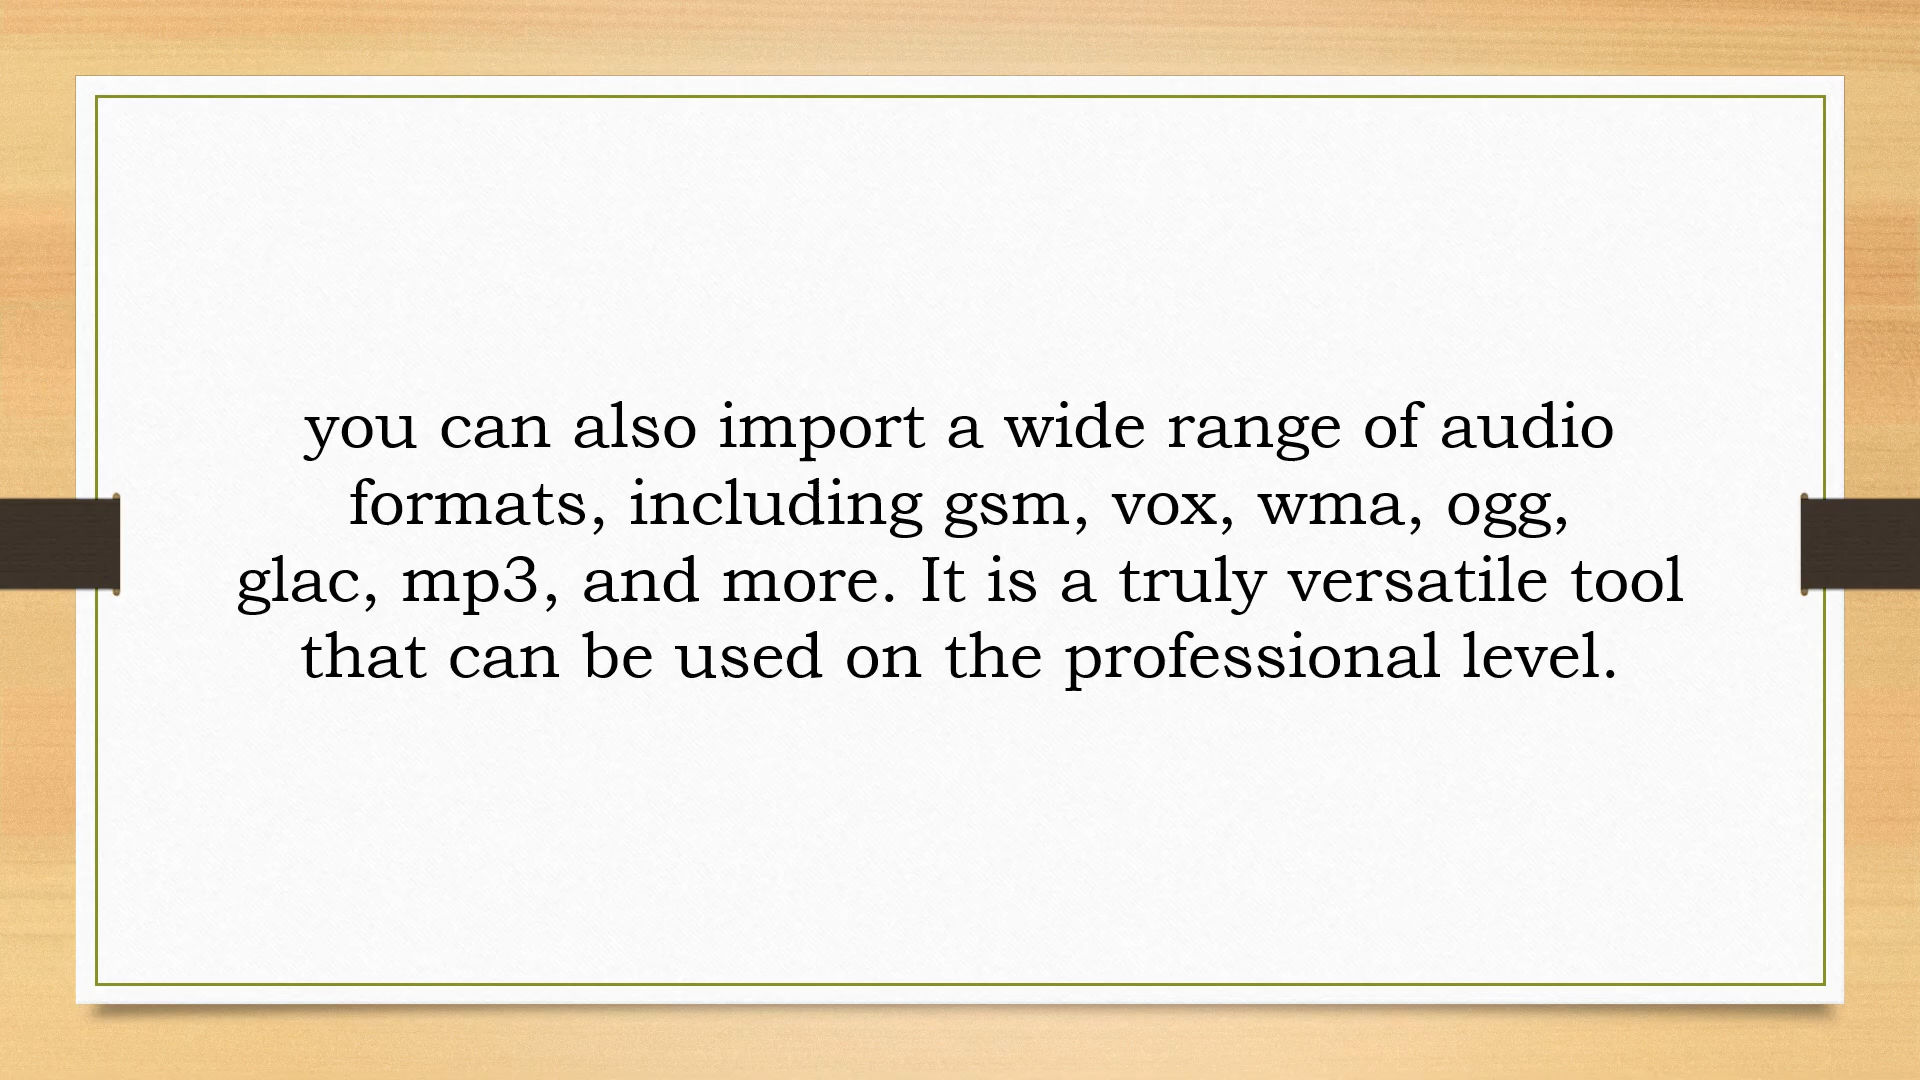 you can also import a wide range of audio
formats, including gsm, vox, wma, ogg,
glac, mp3, and more. It is a truly versatile tool
that can be used on the professional level.